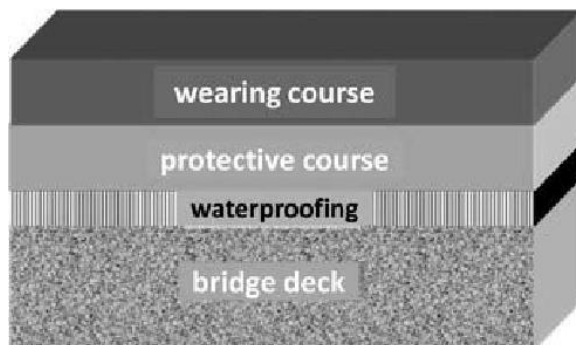 wearing course
protective course
waterproofing
bridge deck